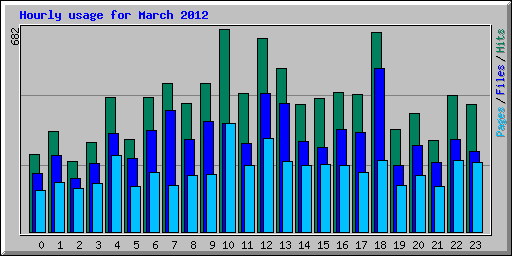 Hourly usage for March 2012
682
Pages / Files / Hits
0 1 2 3 4 5 6 7 8 9 10 11 12 13 14 15 16 17 18 19 20 21 22 23